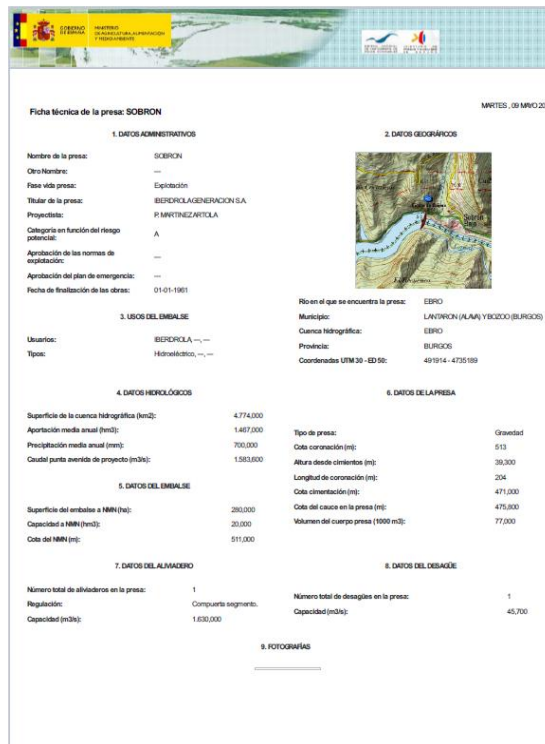 GOBIERNO
DE ESPAÑA
MINISTERIO
DE AGRICULTURA, ALIMENTACIÓN
Y MEDIO AMBIENTE
Ficha técnica de la presa: SOBRON
MARTES , 09 MAYO 20
1. DATOS ADMINISTRATIVOS
Nombre de la presa: SOBRON
Otro Nombre: ---
Fase vida presa: Explotación
Titular de la presa: IBERDROLA GENERACION S.A.
Proyectista: P. MARTINEZ ARTOLA
Categoría en función del riesgo
potencial: A
Aprobación de las normas de
explotación: ---
Aprobación del plan de emergencia: ---
Fecha de finalización de las obras: 01-01-1961
2. DATOS GEOGRÁFICOS
Sobrón
Río en el que se encuentra la presa: EBRO
Municipio: LANTARON (ALAVA) Y BOZOO (BURGOS)
Cuenca hidrográfica: EBRO
Provincia: BURGOS
Coordenadas UTM 30 - ED 50: 491914 - 4735189
3. USOS DEL EMBALSE
Usuarios: IBERDROLA, ---, ---
Tipos: Hidroeléctrico, ---, ---
4. DATOS HIDROLÓGICOS
Superficie de la cuenca hidrográfica (km2): 4.774,000
Aportación media anual (hm3): 1.467,000
Precipitación media anual (mm): 700,000
Caudal punta avenida de proyecto (m3/s): 1.583,600
5. DATOS DEL EMBALSE
Superficie del embalse a NMN (ha): 280,000
Capacidad a NMN (hm3): 20,000
Cota del NMN (m): 511,000
6. DATOS DE LA PRESA
Tipo de presa: Gravedad
Cota coronación (m): 513
Altura desde cimientos (m): 39,300
Longitud de coronación (m): 204
Cota cimentación (m): 471,000
Cota del cauce en la presa (m): 475,800
Volumen del cuerpo presa (1000 m3): 77,000
7. DATOS DEL ALIVIADERO
Número total de aliviaderos en la presa: 1
Regulación: Compuerta segmento.
Capacidad (m3/s): 1.630,000
8. DATOS DEL DESAGÜE
Número total de desagües en la presa: 1
Capacidad (m3/s): 45,700
9. FOTOGRAFÍAS